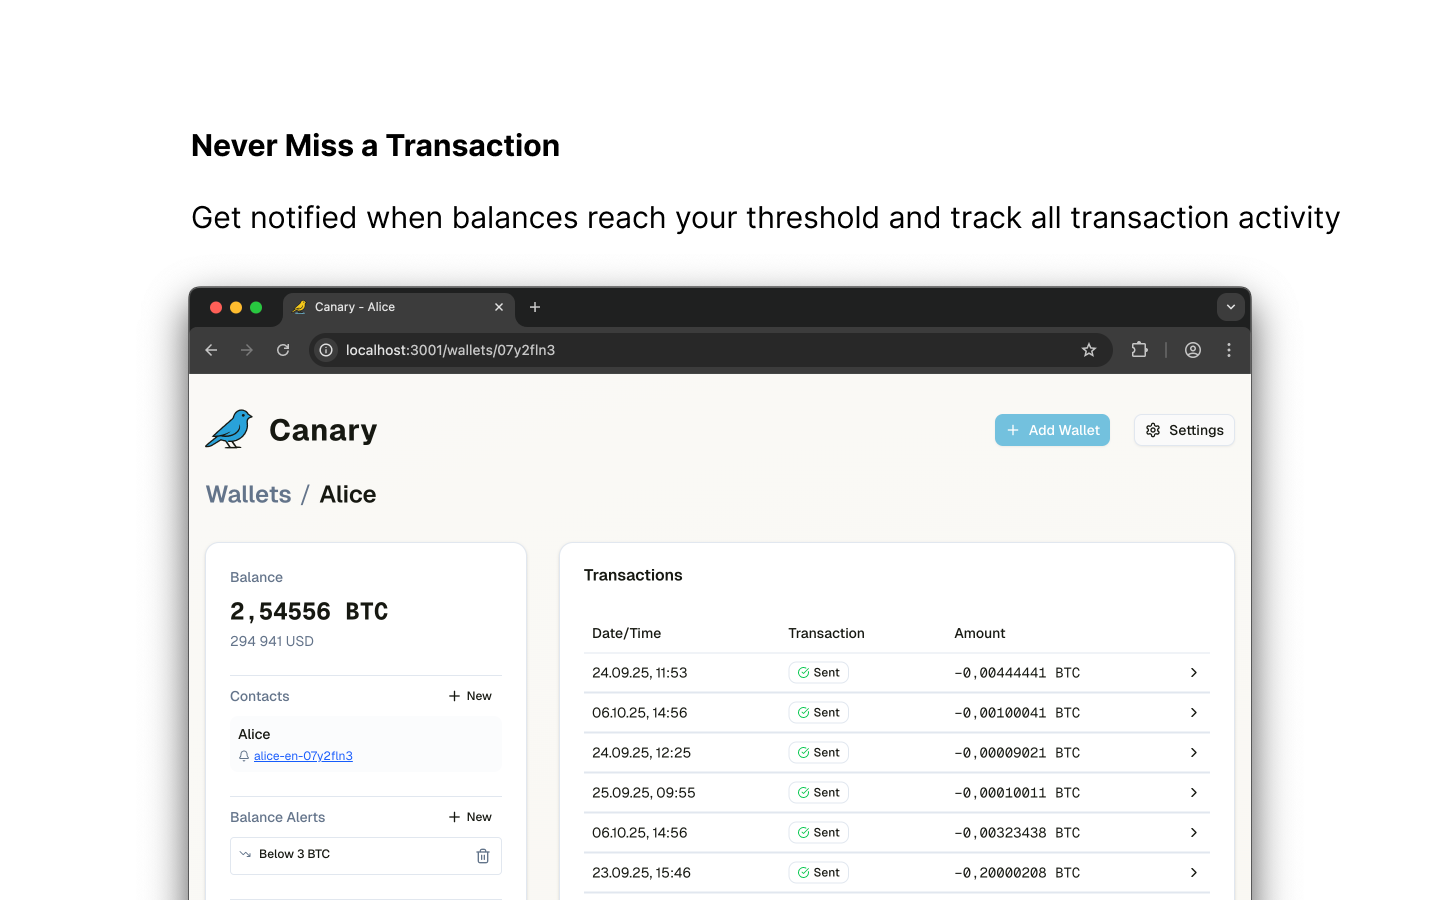 Never Miss a Transaction
Get notified when balances reach your threshold and track all transaction activity
Canary - Alice
localhost:3001/wallets/07y2fln3
Canary
+ Add Wallet
Settings
Wallets / Alice
Balance
2,54556 BTC
294 941 USD
Contacts
+ New
Alice
alice-en-07y2fln3
Balance Alerts
+ New
Below 3 BTC
Transactions
Date/Time Transaction Amount
24.09.25, 11:53 Sent -0,00444441 BTC
06.10.25, 14:56 Sent -0,00100041 BTC
24.09.25, 12:25 Sent -0,00009021 BTC
25.09.25, 09:55 Sent -0,00010011 BTC
06.10.25, 14:56 Sent -0,00323438 BTC
23.09.25, 15:46 Sent -0,20000208 BTC